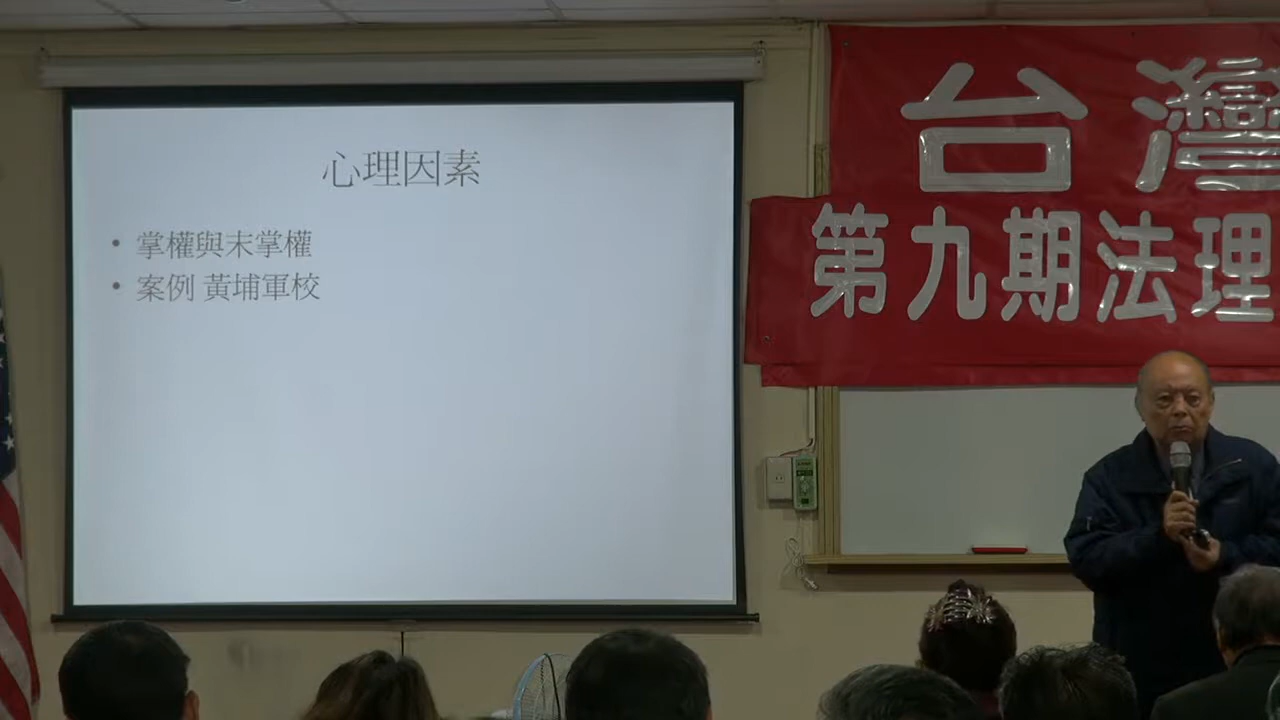 心理因素
• 掌權與末掌權
• 案例 黃埔軍校
台灣
第九期法理